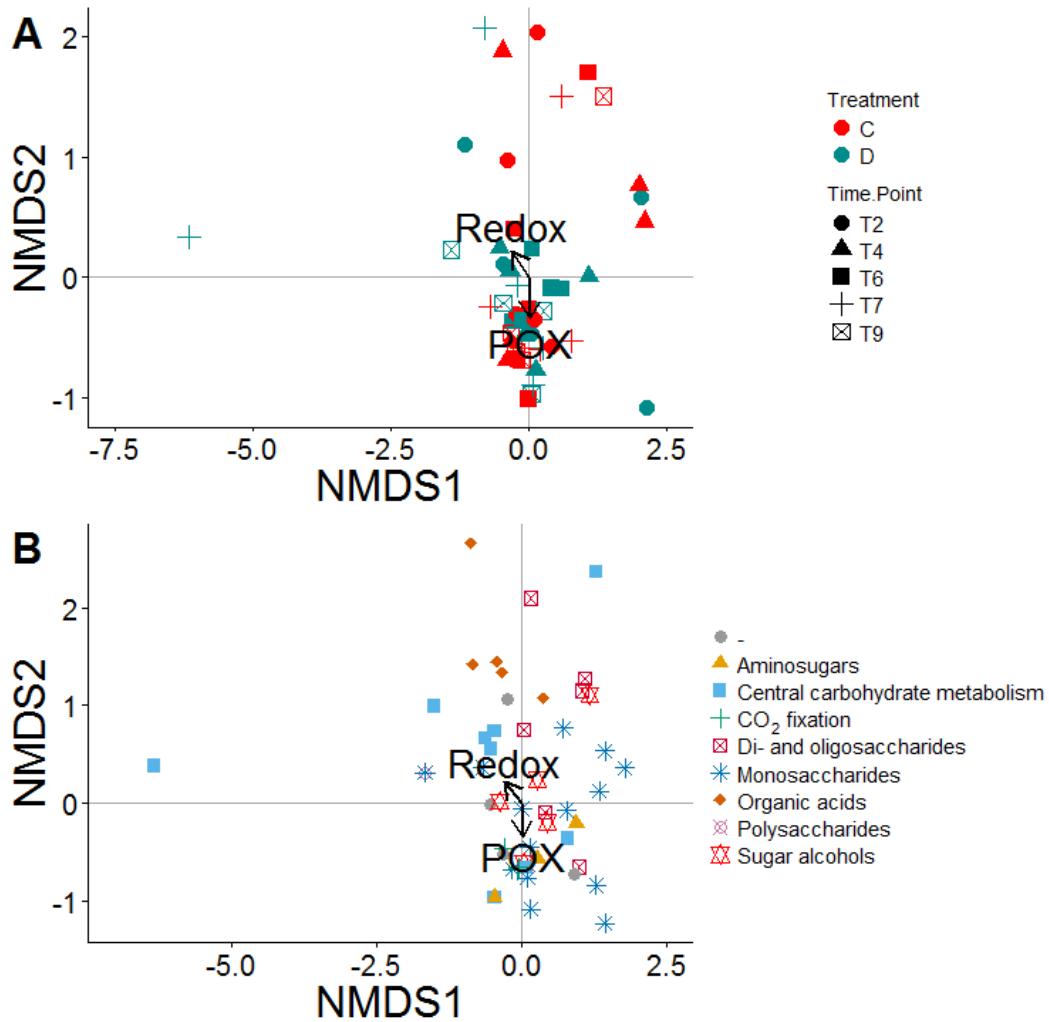 A
2
1
0
-1
NMDS2
Redox
POX
-7.5 -5.0 -2.5 0.0 2.5
NMDS1
Treatment
C
D
Time.Point
T2
T4
T6
T7
T9
B
2
1
0
-1
NMDS2
Redox
POX
-5.0 -2.5 0.0 2.5
NMDS1
-
Aminosugars
Central carbohydrate metabolism
CO2 fixation
Di- and oligosaccharides
Monosaccharides
Organic acids
Polysaccharides
Sugar alcohols